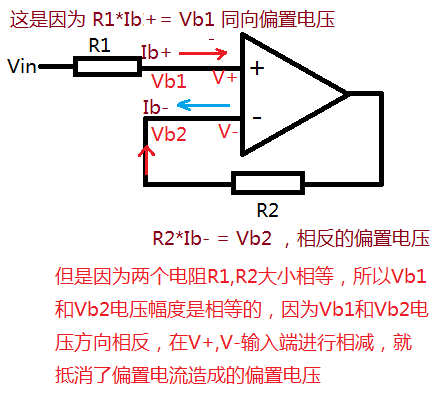 这是因为 R1*Ib+= Vb1 同向偏置电压
R1
Ib+
-
Vin
Vb1
V+
+
Ib-
-
Vb2
V-
R2
R2*Ib- = Vb2 ，相反的偏置电压
但是因为两个电阻R1,R2大小相等，所以Vb1
和Vb2电压幅度是相等的，因为Vb1和Vb2电
压方向相反，在V+,V-输入端进行相减，就
抵消了偏置电流造成的偏置电压